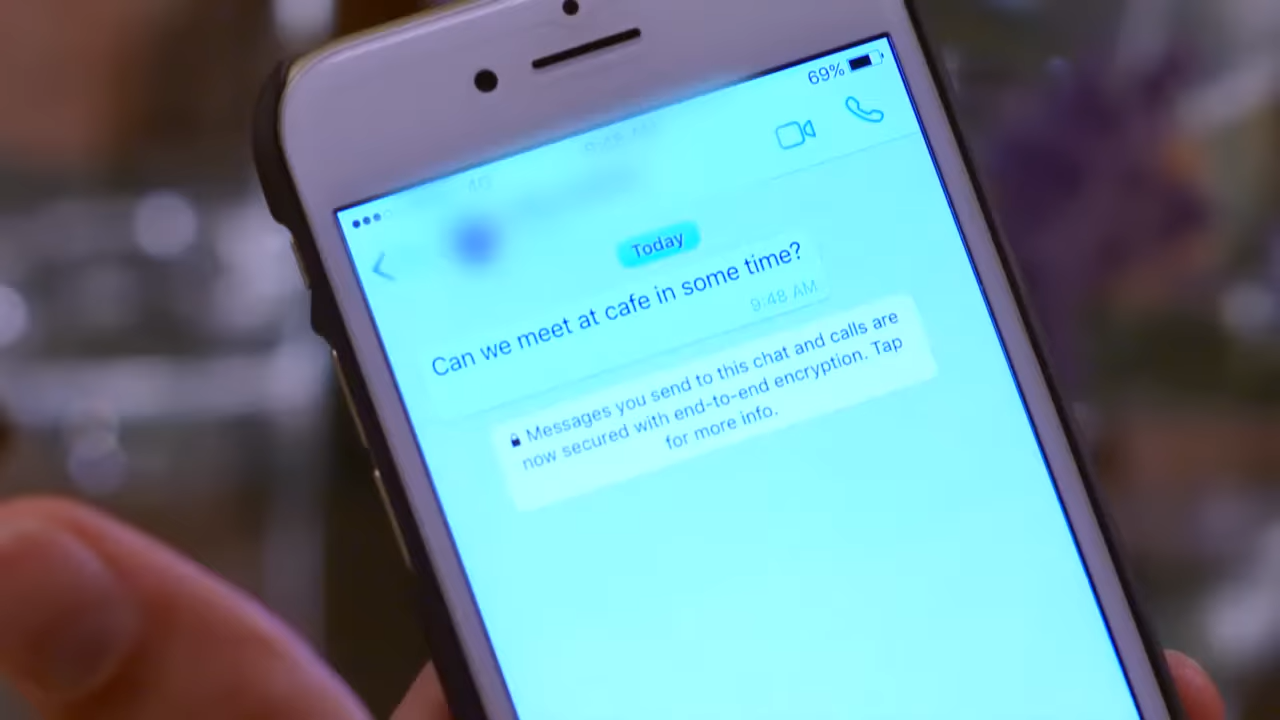 69%
Today
Can we meet at cafe in some time?
9:48 AM
Messages you send to this chat and calls are
now secured with end-to-end encryption. Tap
for more info.